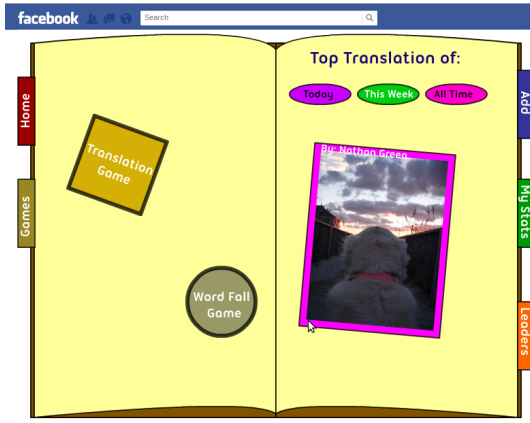 facebook
Search
Home
Games
Translation
Game
Word Fall
Game
Top Translation of:
Today
This Week
All Time
By: Nathan Green
Add
My Stats
Leaders